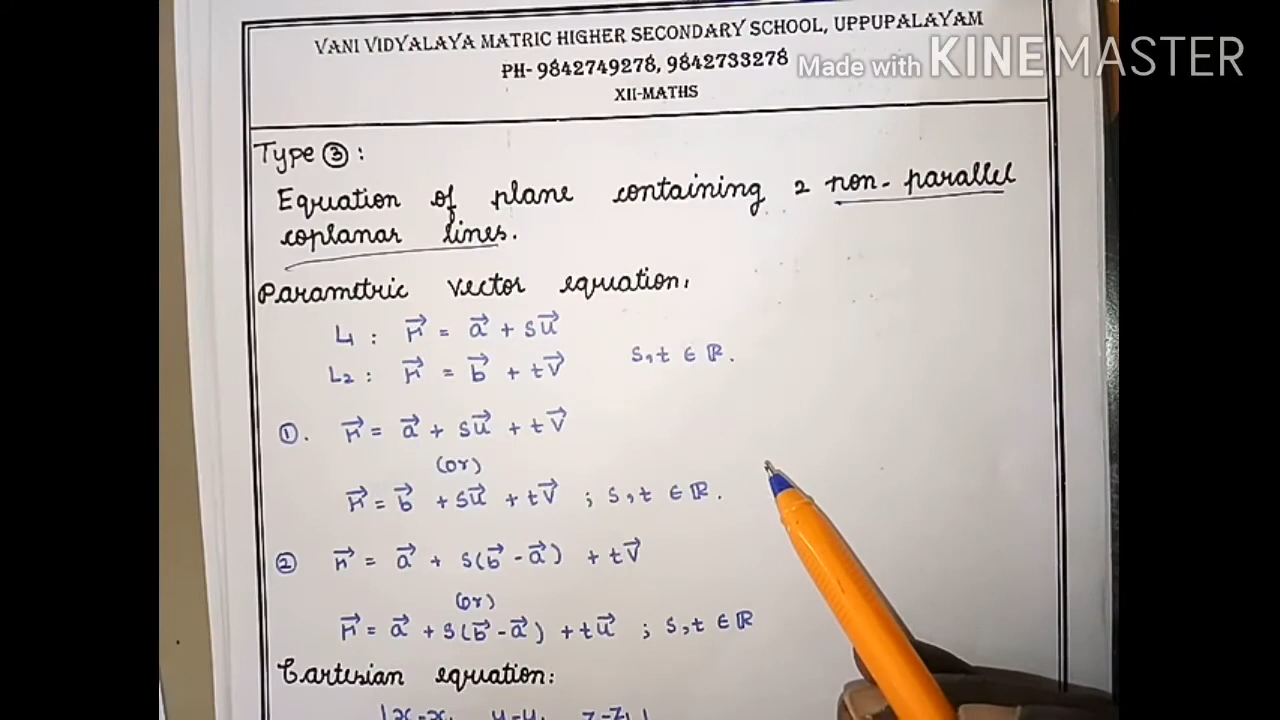 VANI VIDYALAYA MATRIC HIGHER SECONDARY SCHOOL, UPPUPALAYAM
PH- 9842749278, 9842733278
Made with KINEMASTER
XII-MATHS
Type ③ :
Equation of plane containing 2 non-parallel
coplanar lines.
Parametric vector equation,
L₁ : r⃗ = a⃗ + su⃗
L₂ : r⃗ = b⃗ + tv⃗ s,t ∈ ℝ.
①. r⃗ = a⃗ + su⃗ + tv⃗
(or)
r⃗ = b⃗ + su⃗ + tv⃗ ; s,t ∈ ℝ.
② r⃗ = a⃗ + s(b⃗ - a⃗) + tv⃗
(or)
r⃗ = a⃗ + s(b⃗ - a⃗) + tu⃗ ; s,t ∈ ℝ
Cartesian equation: